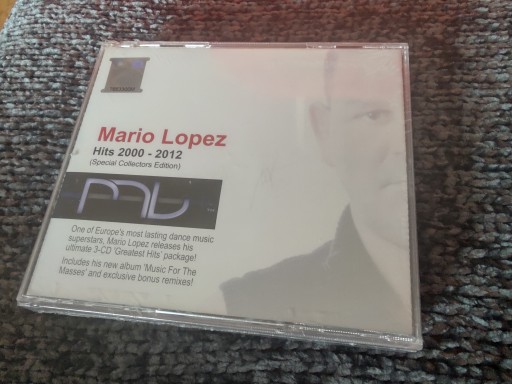 Mario Lopez
Hits 2000 - 2012
(Special Collectors Edition)
One of Europe's most lasting dance music
superstars, Mario Lopez releases his
ultimate 3-CD 'Greatest Hits' package!
Includes his new album 'Music For The
Masses' and exclusive bonus remixes!